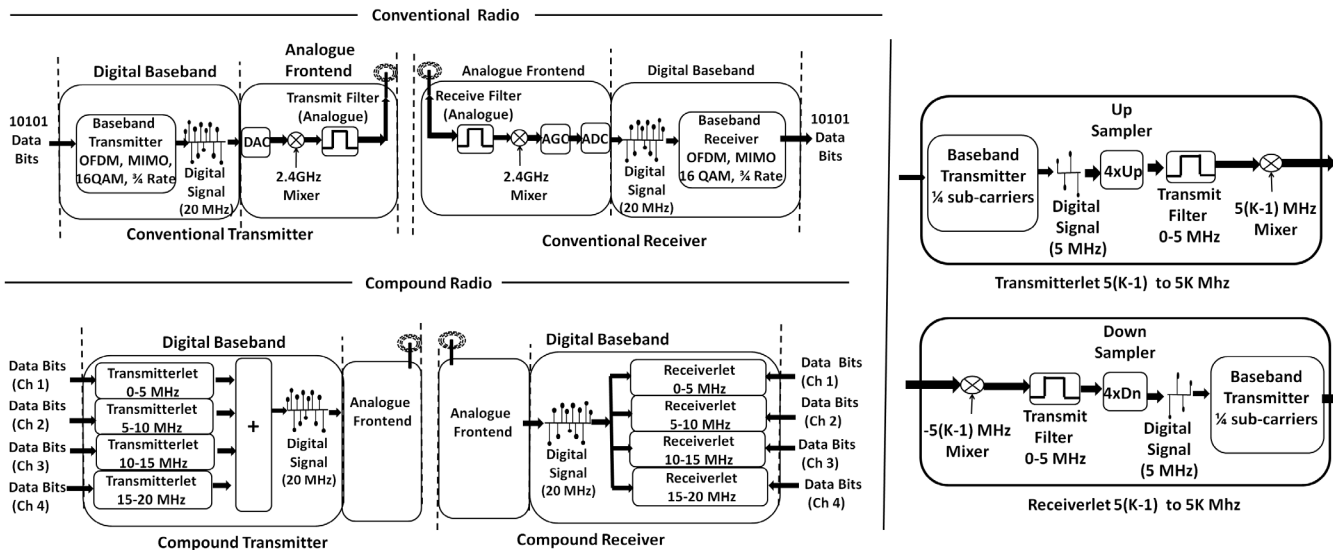 Conventional Radio
Digital Baseband
Analogue
Frontend
10101
Data
Bits
Baseband
Transmitter
OFDM, MIMO,
16QAM, ¾ Rate
Digital
Signal
(20 MHz)
DAC
2.4GHz
Mixer
Transmit Filter
(Analogue)
Conventional Transmitter
Analogue Frontend
Digital Baseband
Receive Filter
(Analogue)
2.4GHz
Mixer
AGC
ADC
Digital
Signal
(20 MHz)
Baseband
Receiver
OFDM, MIMO
16 QAM, ¾ Rate
10101
Data
Bits
Conventional Receiver
Compound Radio
Digital Baseband
Data Bits
(Ch 1)
Data Bits
(Ch 2)
Data Bits
(Ch 3)
Data Bits
(Ch 4)
Transmitterlet
0-5 MHz
Transmitterlet
5-10 MHz
Transmitterlet
10-15 MHz
Transmitterlet
15-20 MHz
+
Digital
Signal
(20 MHz)
Analogue
Frontend
Compound Transmitter
Analogue
Frontend
Digital Baseband
Digital
Signal
(20 MHz)
Receiverlet
0-5 MHz
Receiverlet
5-10 MHz
Receiverlet
10-15 MHz
Receiverlet
15-20 MHz
Data Bits
(Ch 1)
Data Bits
(Ch 2)
Data Bits
(Ch 3)
Data Bits
(Ch 4)
Compound Receiver
Up
Sampler
Baseband
Transmitter
¼ sub-carriers
Digital
Signal
(5 MHz)
4xUp
Transmit
Filter
0-5 MHz
5(K-1) MHz
Mixer
Transmitterlet 5(K-1) to 5K Mhz
Down
Sampler
-5(K-1) MHz
Mixer
Transmit
Filter
0-5 MHz
4xDn
Digital
Signal
(5 MHz)
Baseband
Transmitter
¼ sub-carriers
Receiverlet 5(K-1) to 5K Mhz